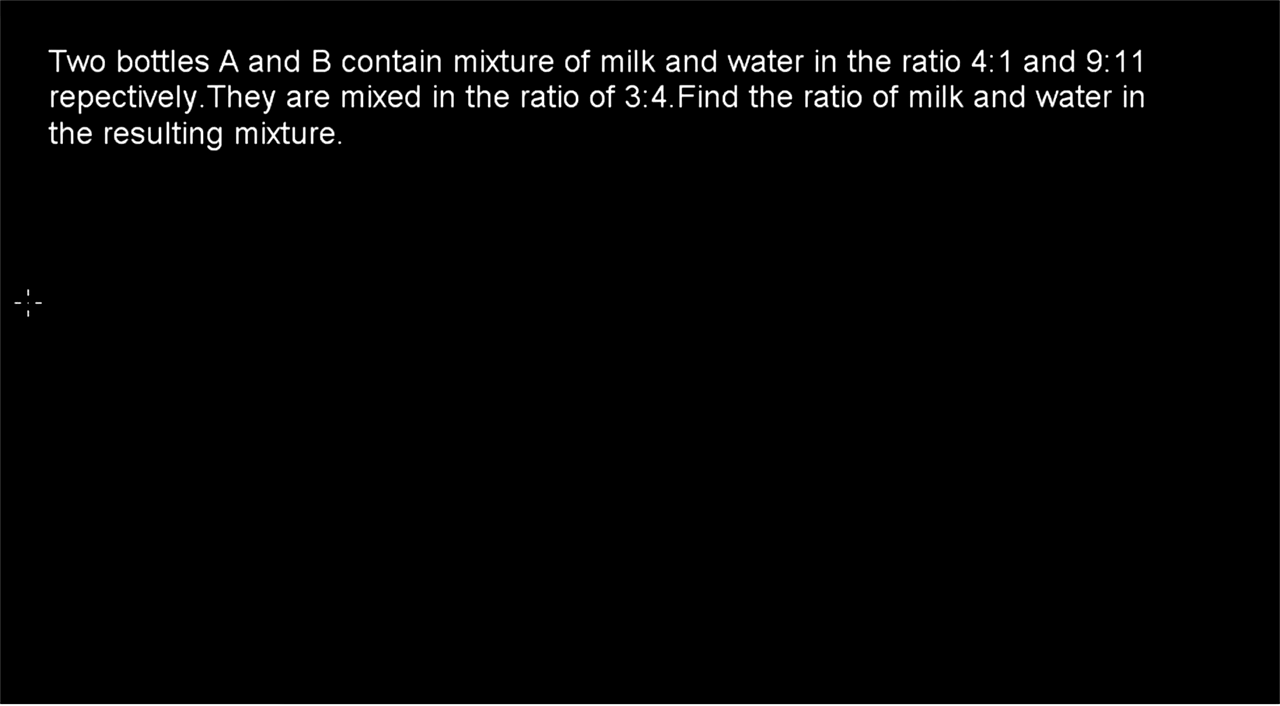 Two bottles A and B contain mixture of milk and water in the ratio 4:1 and 9:11
repectively.They are mixed in the ratio of 3:4.Find the ratio of milk and water in
the resulting mixture.